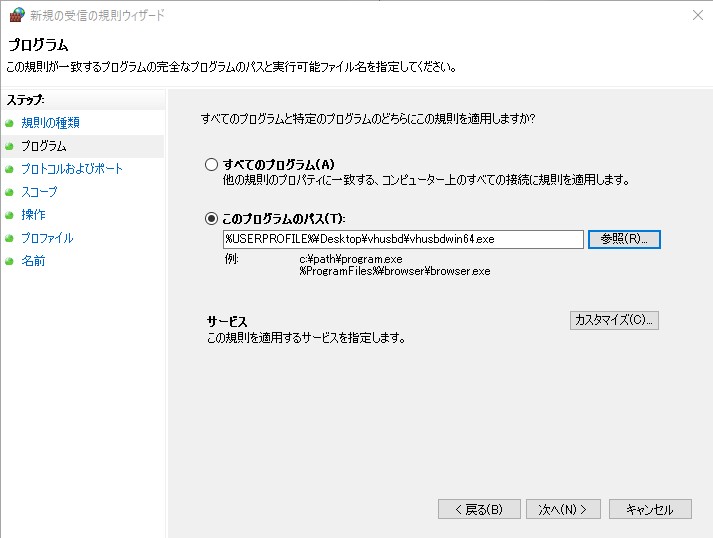 新規の受信の規則ウィザード
プログラム
この規則が一致するプログラムの完全なプログラムのパスと実行可能ファイル名を指定してください。
ステップ:
規則の種類
プログラム
プロトコルおよびポート
スコープ
操作
プロファイル
名前
すべてのプログラムと特定のプログラムのどちらにこの規則を適用しますか?
すべてのプログラム(A)
他の規則のプロパティに一致する、コンピューター上のすべての接続に規則を適用します。
このプログラムのパス(T):
%USERPROFILE%¥Desktop¥vhusbd¥vhusbdwin64.exe
参照(R)...
例:
c:¥path¥program.exe
%ProgramFiles%¥browser¥browser.exe
サービス
この規則を適用するサービスを指定します。
カスタマイズ(C)...
< 戻る(B)
次へ(N) >
キャンセル